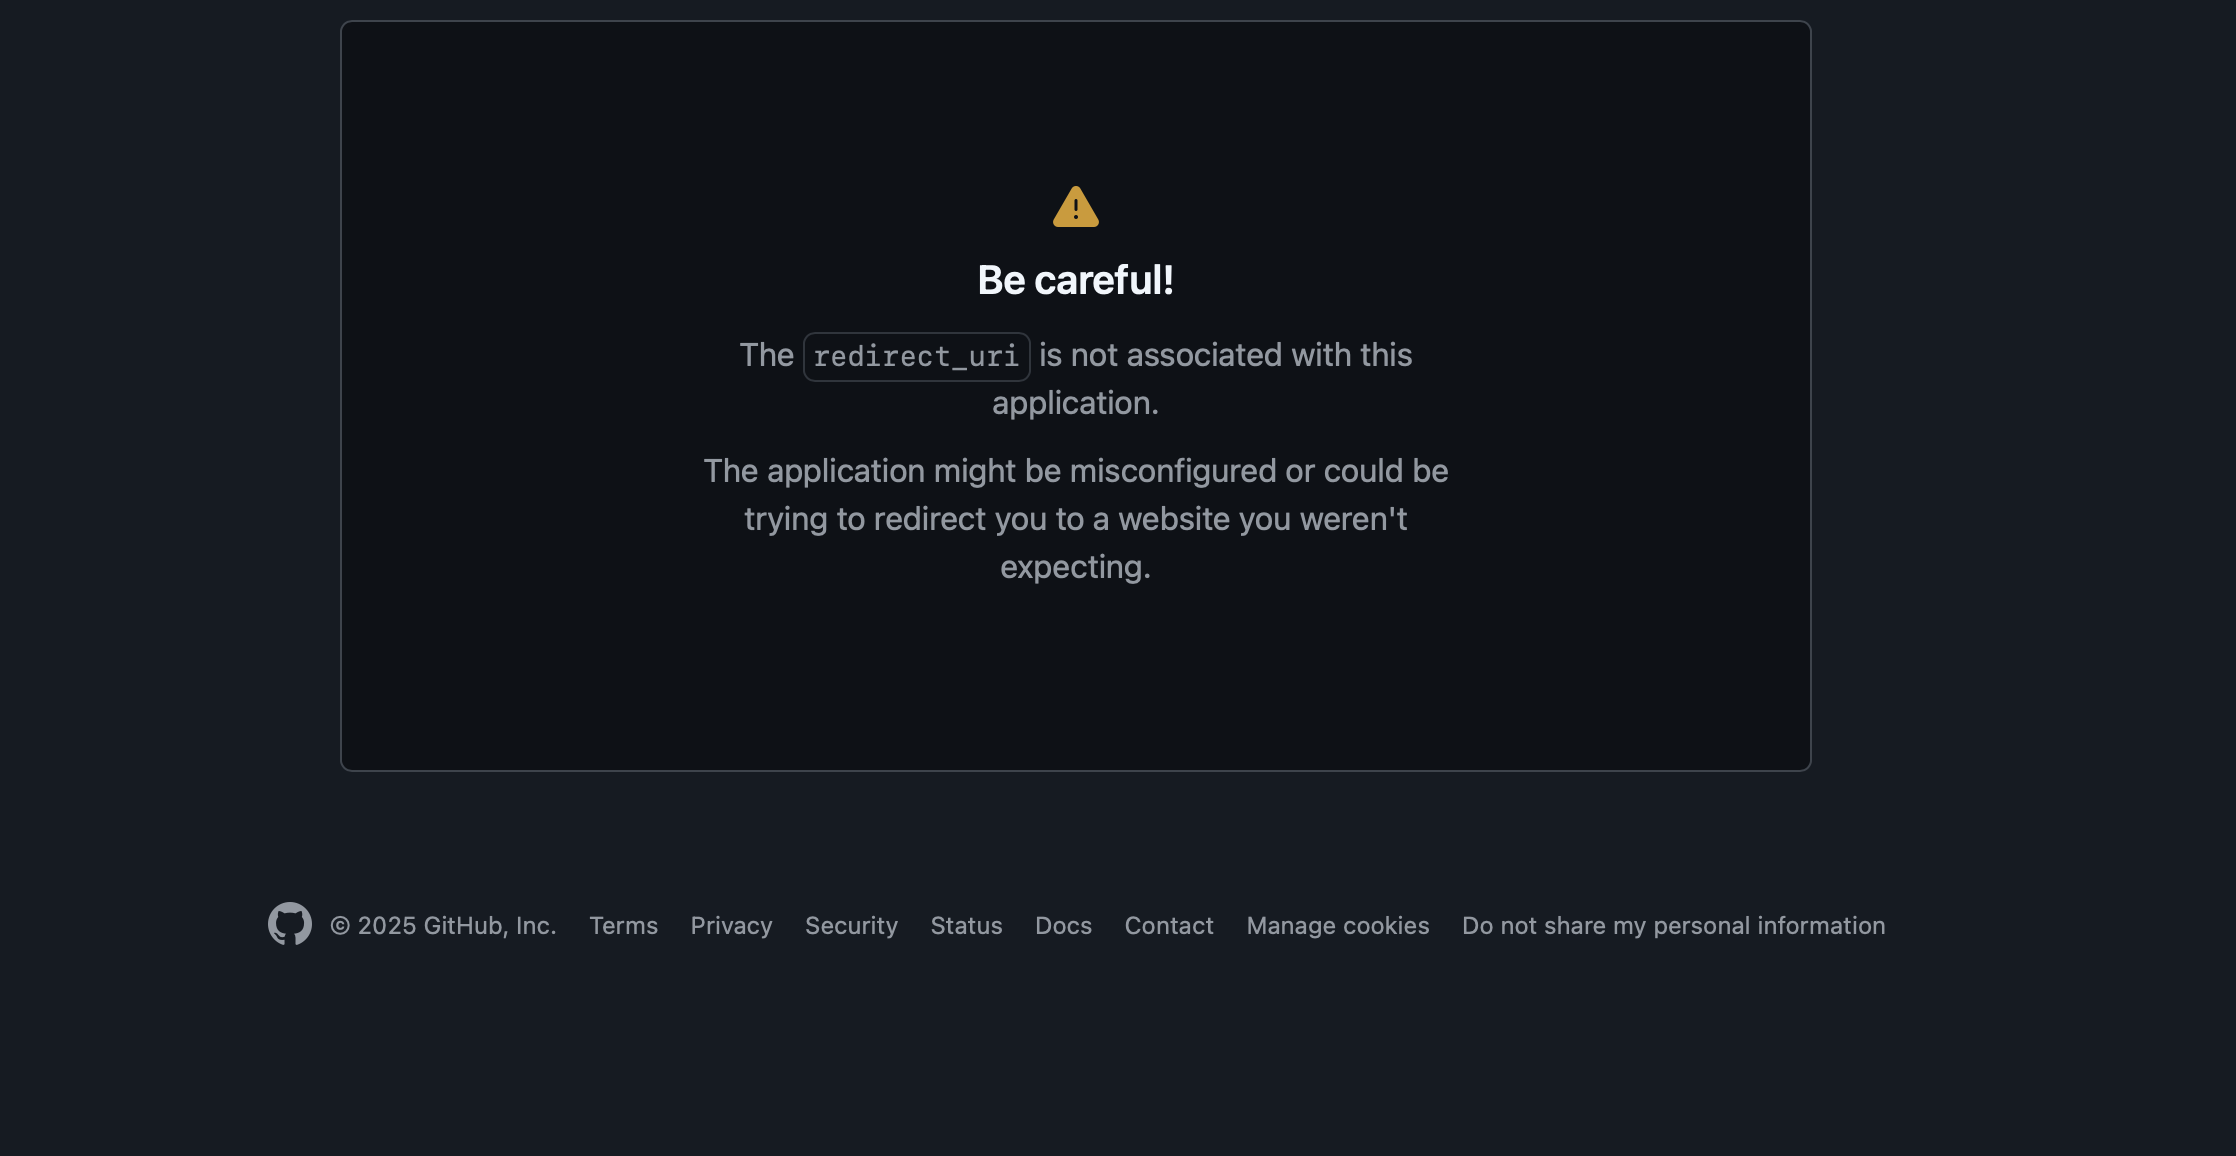 Be careful!
The redirect_uri is not associated with this
application.
The application might be misconfigured or could be
trying to redirect you to a website you weren't
expecting.
© 2025 GitHub, Inc. Terms Privacy Security Status Docs Contact Manage cookies Do not share my personal information